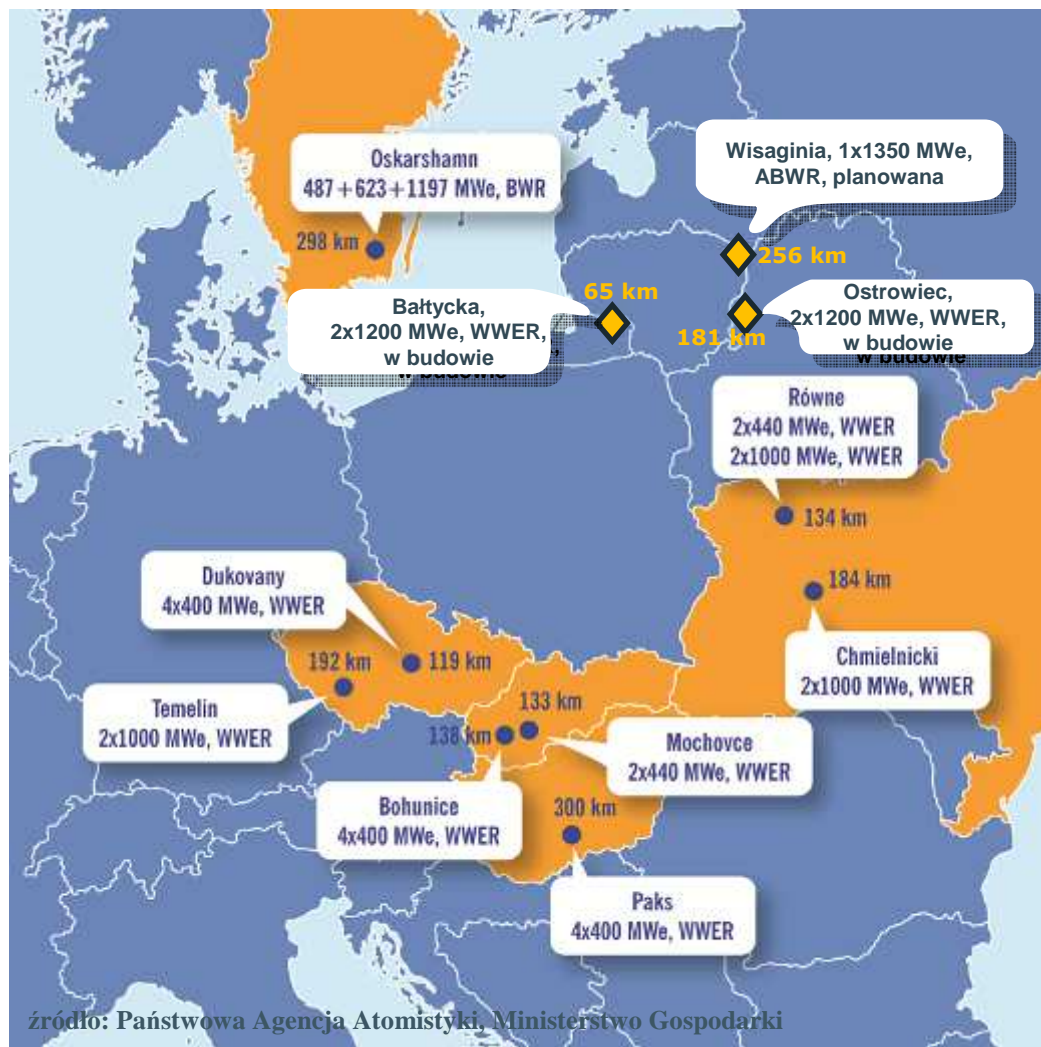 Oskarshamn
487+623+1197 MWe, BWR
298 km
Wisaginia, 1x1350 MWe,
ABWR, planowana
256 km
65 km
Bałtycka,
2x1200 MWe, WWER,
w budowie
w budowie
Ostrowiec,
2x1200 MWe, WWER,
w budowie
w budowie
181 km
Równe
2x440 MWe, WWER
2x1000 MWe, WWER
134 km
184 km
Chmielnicki
2x1000 MWe, WWER
Dukovany
4x400 MWe, WWER
119 km
192 km
Temelin
2x1000 MWe, WWER
133 km
138 km
Mochovce
2x440 MWe, WWER
Bohunice
4x400 MWe, WWER
300 km
Paks
4x400 MWe, WWER
źródło: Państwowa Agencja Atomistyki, Ministerstwo Gospodarki